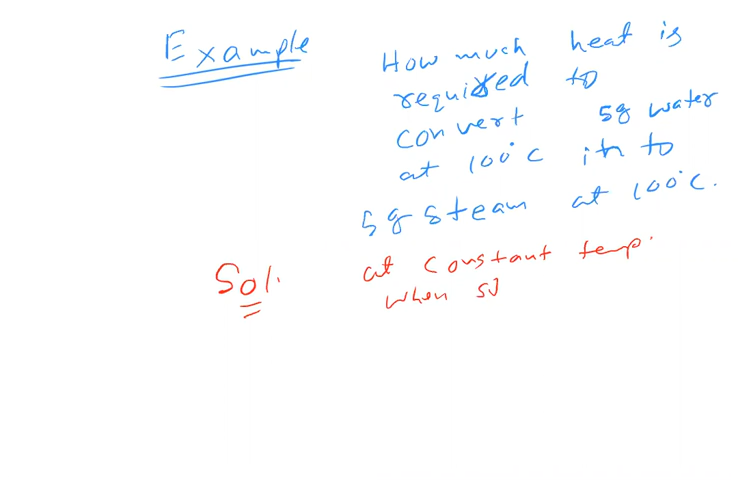 Example
How much heat is
required to
convert 5g water
at 100°C in to
5g steam at 100°C.
Sol.
at constant temp.
when